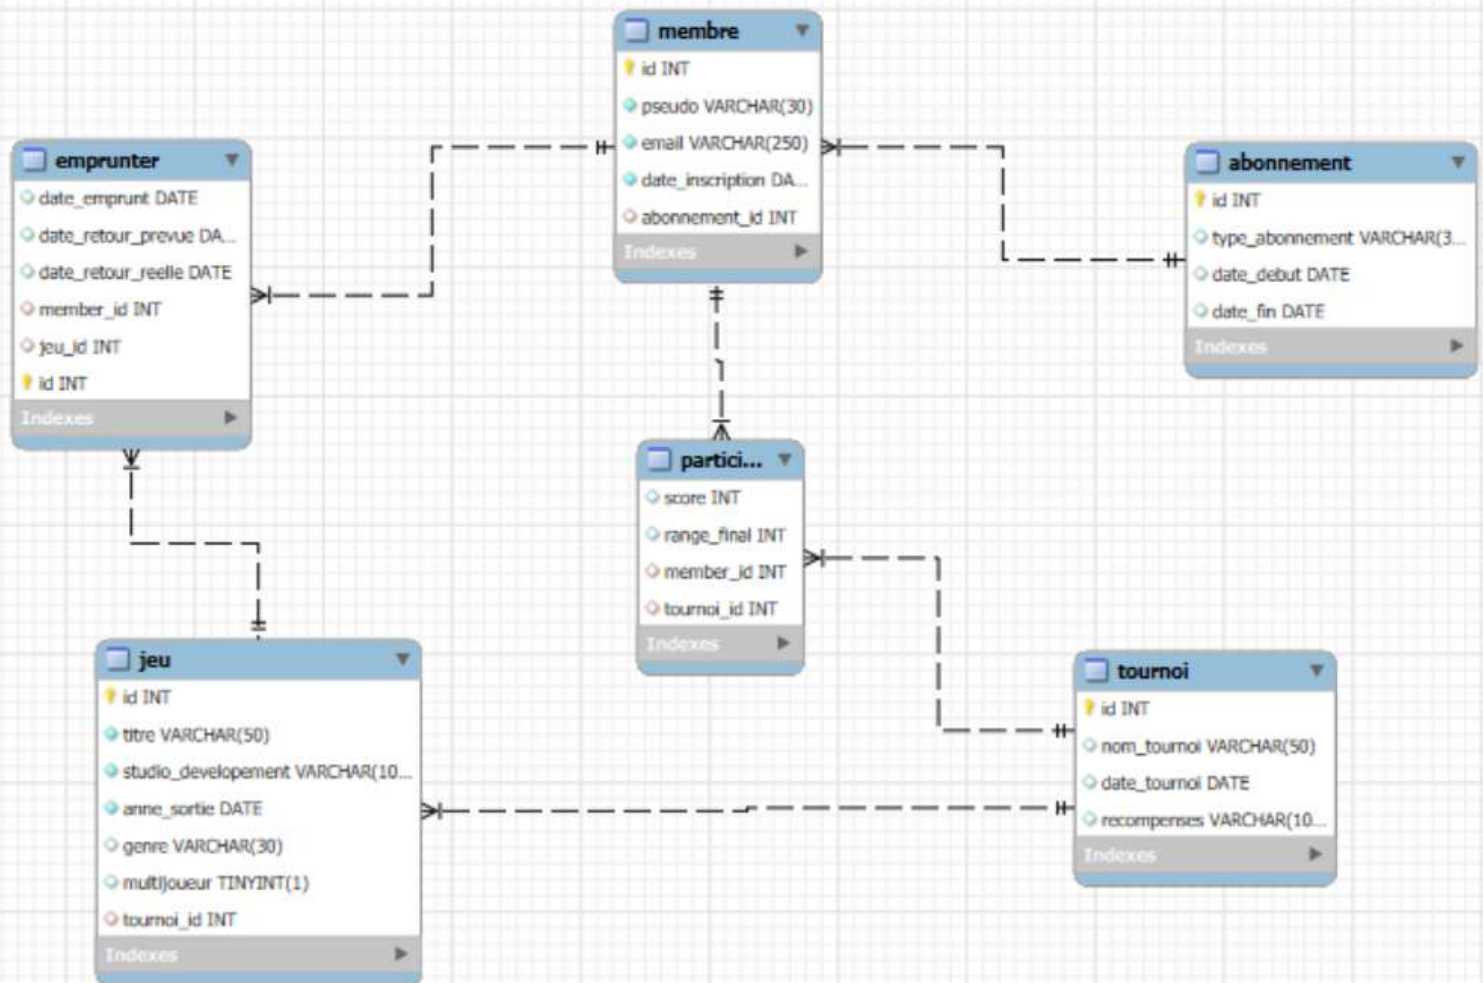 membre
id INT
pseudo VARCHAR(30)
email VARCHAR(250)
date_inscription DA...
abonnement_id INT
Indexes
emprunter
date_emprunt DATE
date_retour_prevue DA...
date_retour_reelle DATE
member_id INT
jeu_id INT
id INT
Indexes
abonnement
id INT
type_abonnement VARCHAR(3...
date_debut DATE
date_fin DATE
Indexes
partici...
score INT
range_final INT
member_id INT
tournoi_id INT
Indexes
jeu
id INT
titre VARCHAR(50)
studio_developement VARCHAR(10...
anne_sortie DATE
genre VARCHAR(30)
multijoueur TINYINT(1)
tournoi_id INT
Indexes
tournoi
id INT
nom_tournoi VARCHAR(50)
date_tournoi DATE
recompenses VARCHAR(10...
Indexes